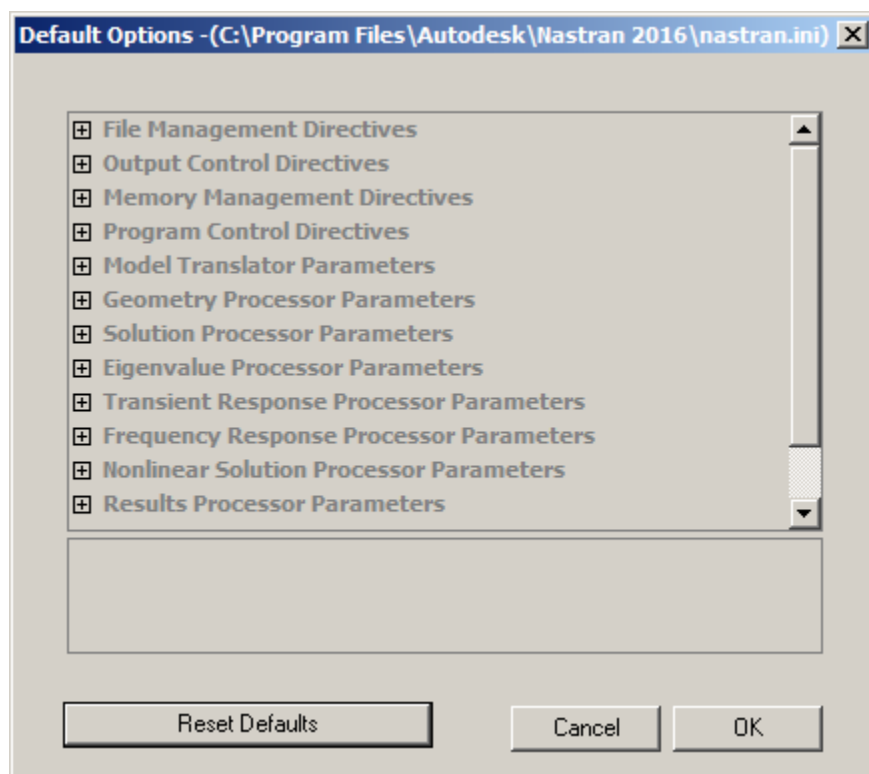 Default Options -(C:\Program Files\Autodesk\Nastran 2016\nastran.ini)
File Management Directives
Output Control Directives
Memory Management Directives
Program Control Directives
Model Translator Parameters
Geometry Processor Parameters
Solution Processor Parameters
Eigenvalue Processor Parameters
Transient Response Processor Parameters
Frequency Response Processor Parameters
Nonlinear Solution Processor Parameters
Results Processor Parameters
Reset Defaults
Cancel
OK